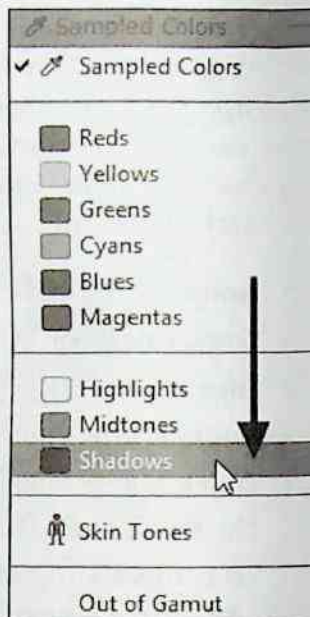 Sampled Colors
Sampled Colors
Reds
Yellows
Greens
Cyans
Blues
Magentas
Highlights
Midtones
Shadows
Skin Tones
Out of Gamut